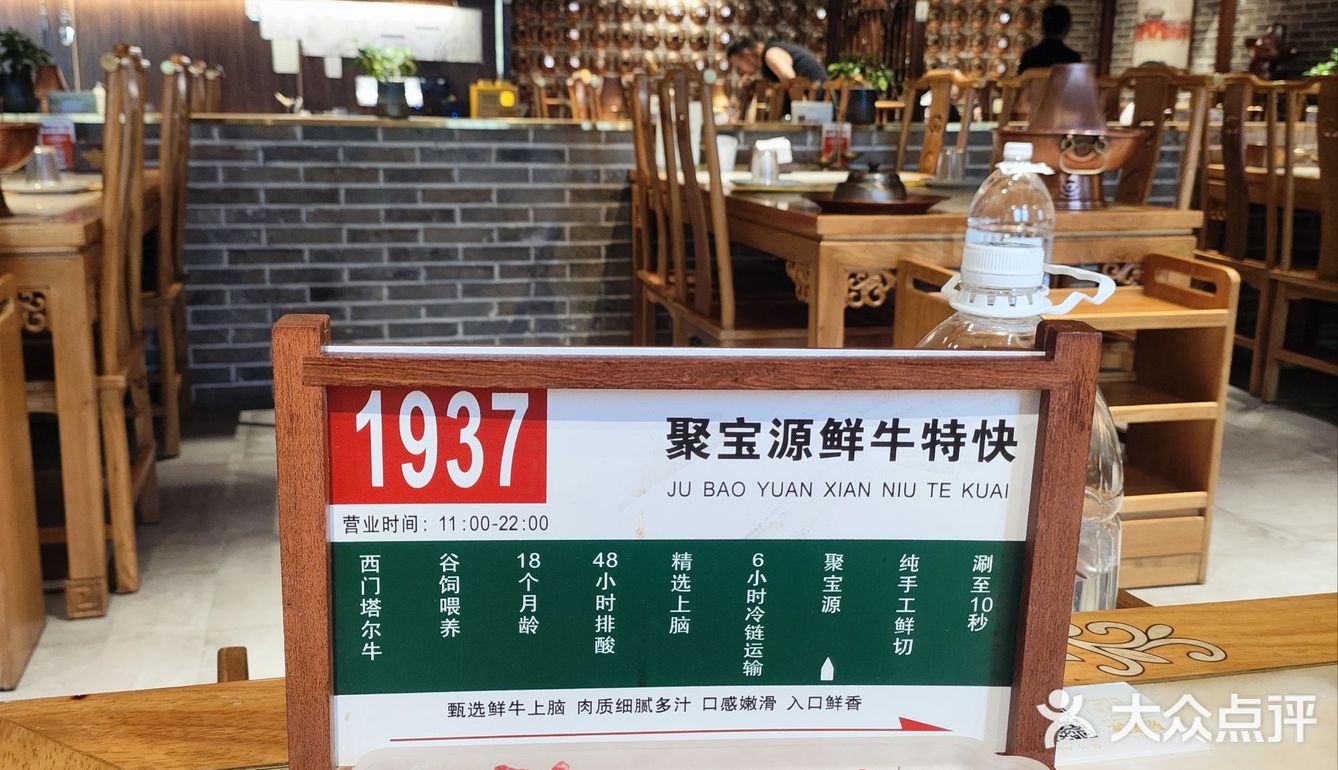 1937
聚宝源鲜牛特快
JU BAO YUAN XIAN NIU TE KUAI
营业时间：11:00-22:00
西门塔尔牛
谷饲喂养
18个月龄
48小时排酸
精选上脑
6小时冷链运输
聚宝源
纯手工鲜切
涮至10秒
甄选鲜牛上脑 肉质细腻多汁 口感嫩滑 入口鲜香
大众点评